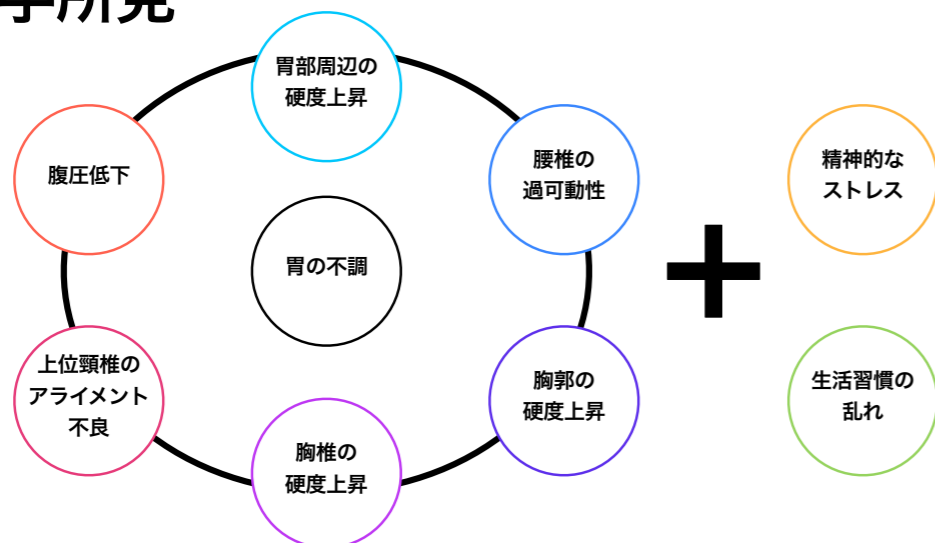 学所見
胃部周辺の
硬度上昇
腹圧低下
腰椎の
過可動性
精神的な
ストレス
胃の不調
上位頸椎の
アライメント
不良
胸郭の
硬度上昇
生活習慣の
乱れ
胸椎の
硬度上昇